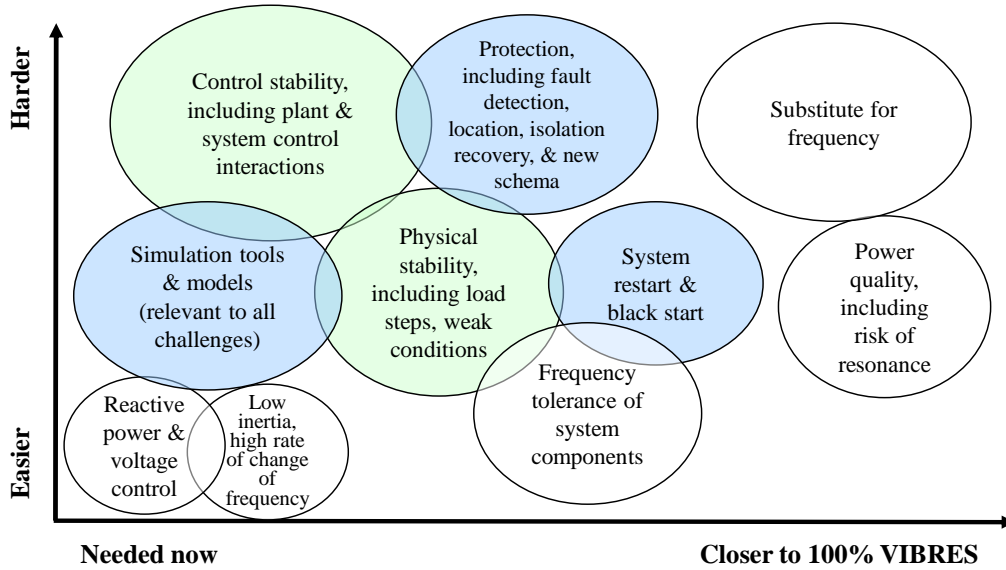 Harder
Easier
Control stability,
including plant &
system control
interactions
Protection,
including fault
detection,
location, isolation
recovery, & new
schema
Substitute for
frequency
Simulation tools
& models
(relevant to all
challenges)
Physical
stability,
including load
steps, weak
conditions
System
restart &
black start
Power
quality,
including
risk of
resonance
Reactive
power &
voltage
control
Low
inertia,
high rate
of change
of
frequency
Frequency
tolerance of
system
components
Needed now
Closer to 100% VIBRES